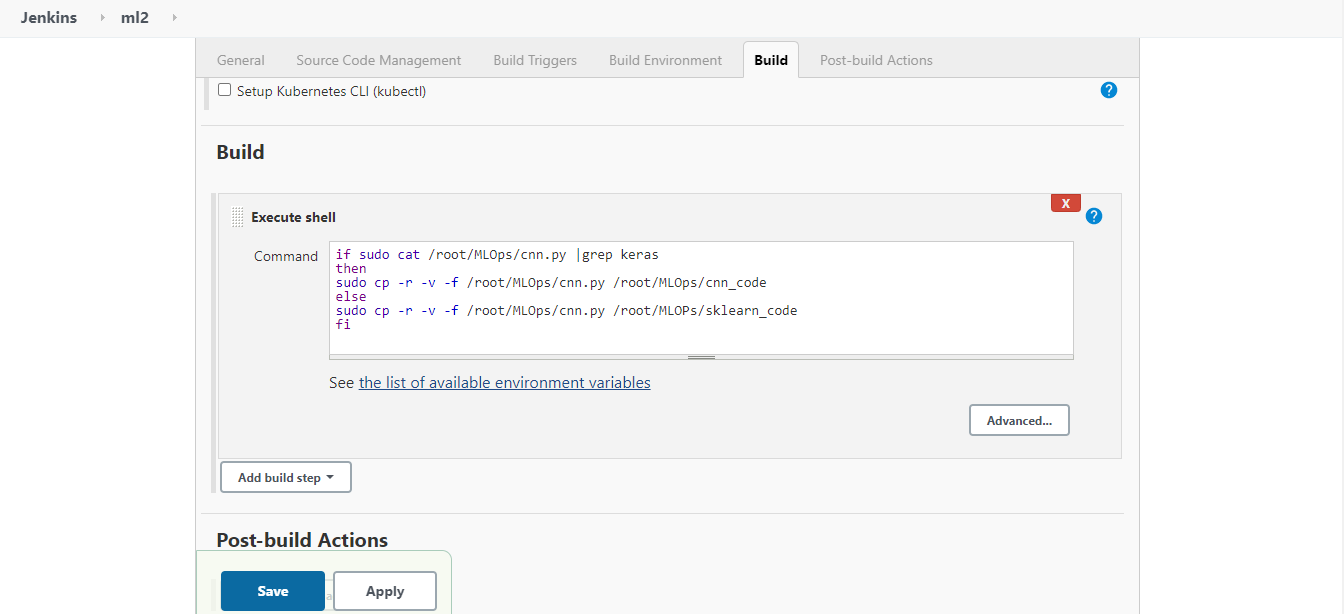 Jenkins ml2
General Source Code Management Build Triggers Build Environment Build Post-build Actions
Setup Kubernetes CLI (kubectl) ?
Build
X
Execute shell ?
Command
if sudo cat /root/MLOps/cnn.py |grep keras
then
sudo cp -r -v -f /root/MLOps/cnn.py /root/MLOps/cnn_code
else
sudo cp -r -v -f /root/MLOps/cnn.py /root/MLOPs/sklearn_code
fi
See the list of available environment variables
Advanced...
Add build step
Post-build Actions
Save Apply